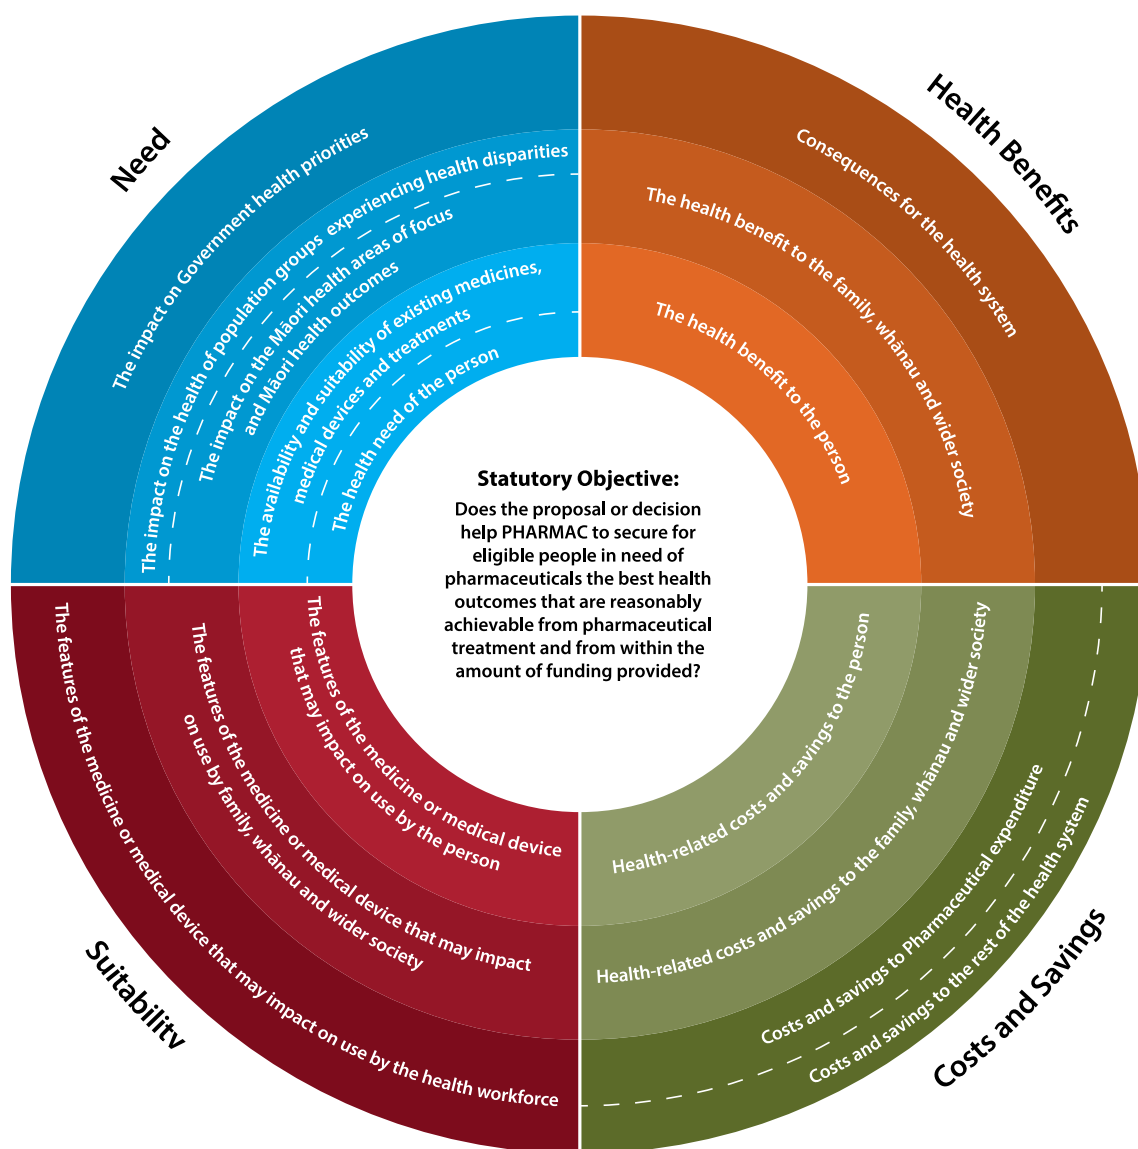 Need
The impact on Government health priorities
The impact on the health of population groups experiencing health disparities
The impact on the Māori health areas of focus
and Māori health outcomes
The availability and suitability of existing medicines,
medical devices and treatments
The health need of the person
Health Benefits
Consequences for the health system
The health benefit to the family, whānau and wider society
The health benefit to the person
Statutory Objective:
Does the proposal or decision
help PHARMAC to secure for
eligible people in need of
pharmaceuticals the best health
outcomes that are reasonably
achievable from pharmaceutical
treatment and from within the
amount of funding provided?
Suitability
The features of the medicine or medical device
that may impact on use by the person
The features of the medicine or medical device that may impact
on use by family, whānau and wider society
The features of the medicine or medical device that may impact on use by the health workforce
Costs and Savings
Health-related costs and savings to the person
Health-related costs and savings to the family, whānau and wider society
Costs and savings to Pharmaceutical expenditure
Costs and savings to the rest of the health system